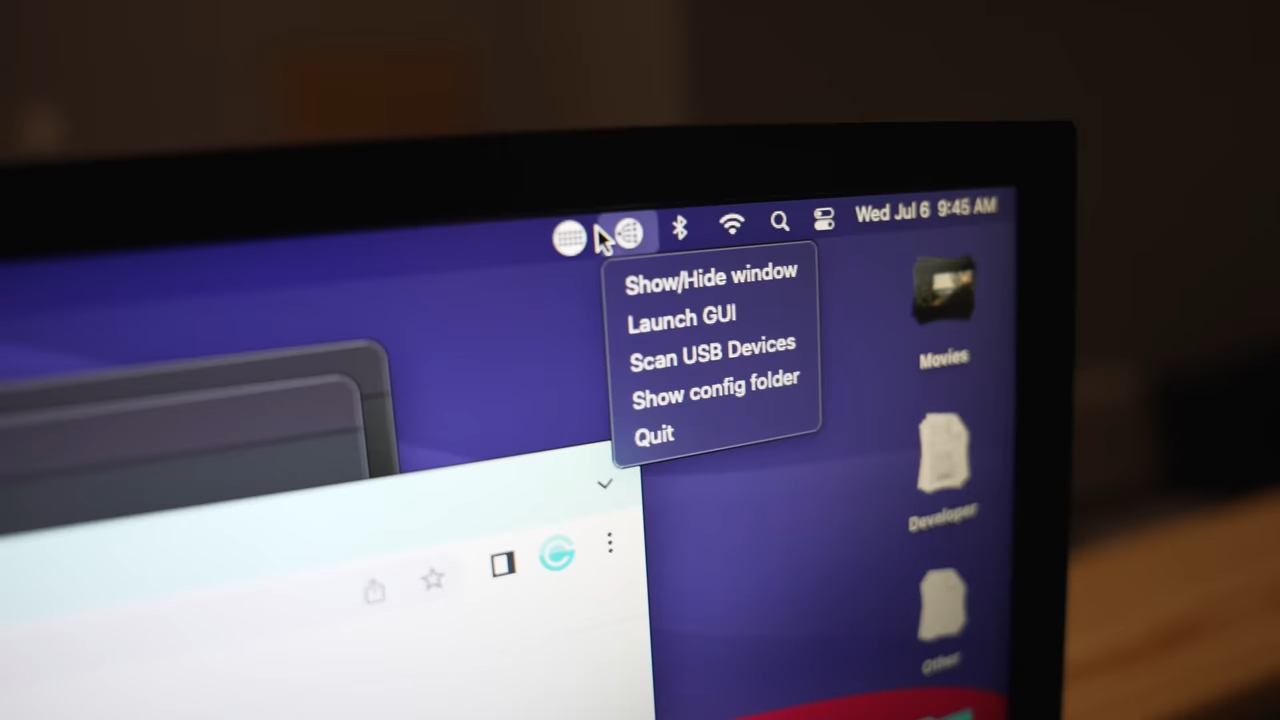 Wed Jul 6 9:45 AM
Show/Hide window
Launch GUI
Scan USB Devices
Show config folder
Quit
Movies
Developer
Other